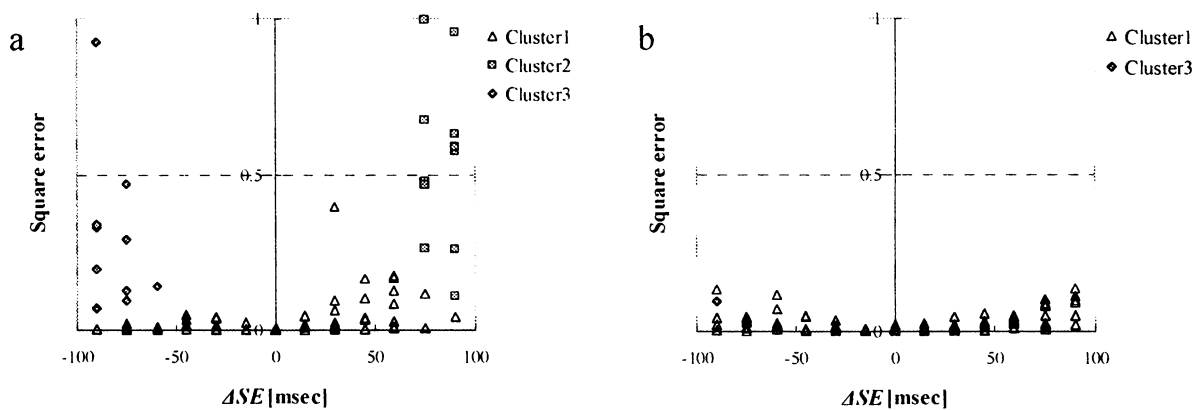 a
1
0.5
0
-100
-50
0
50
100
Square error
ΔSE [msec]
Cluster1
Cluster2
Cluster3
b
1
0.5
0
-100
-50
0
50
100
Square error
ΔSE [msec]
Cluster1
Cluster3